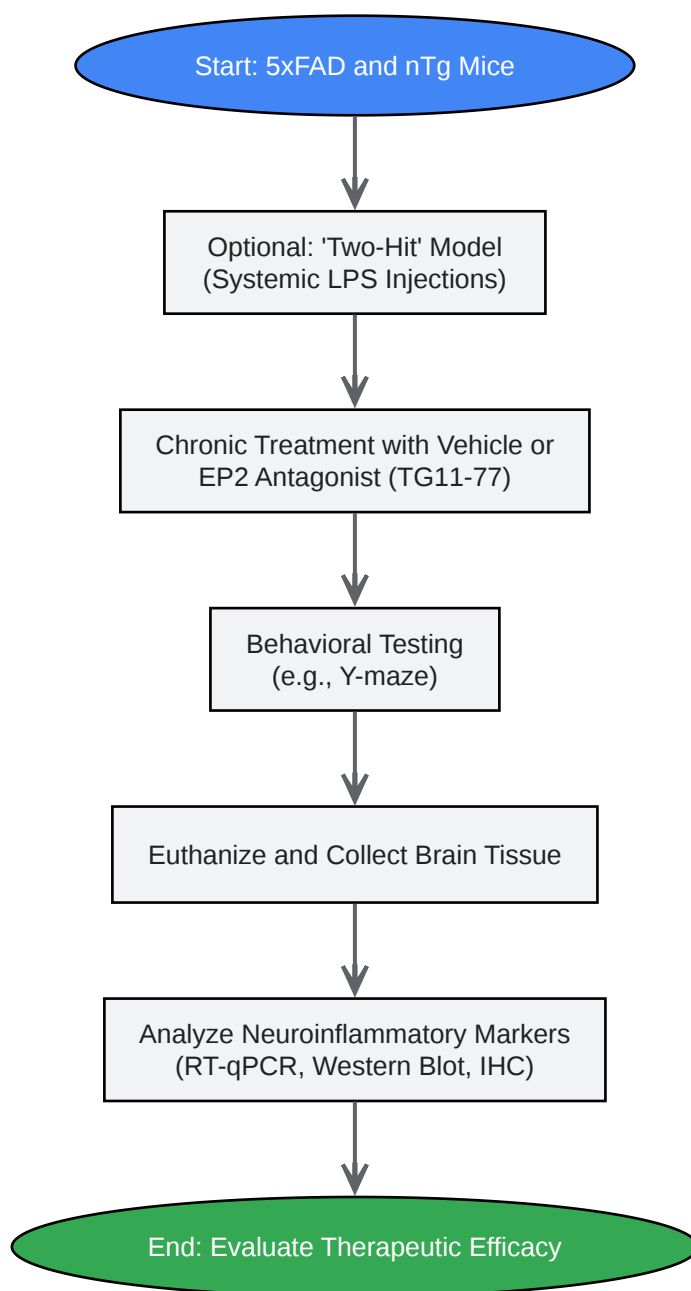 Start: 5xFAD and nTg Mice
Optional: 'Two-Hit' Model
(Systemic LPS Injections)
Chronic Treatment with Vehicle or
EP2 Antagonist (TG11-77)
Behavioral Testing
(e.g., Y-maze)
Euthanize and Collect Brain Tissue
Analyze Neuroinflammatory Markers
(RT-qPCR, Western Blot, IHC)
End: Evaluate Therapeutic Efficacy